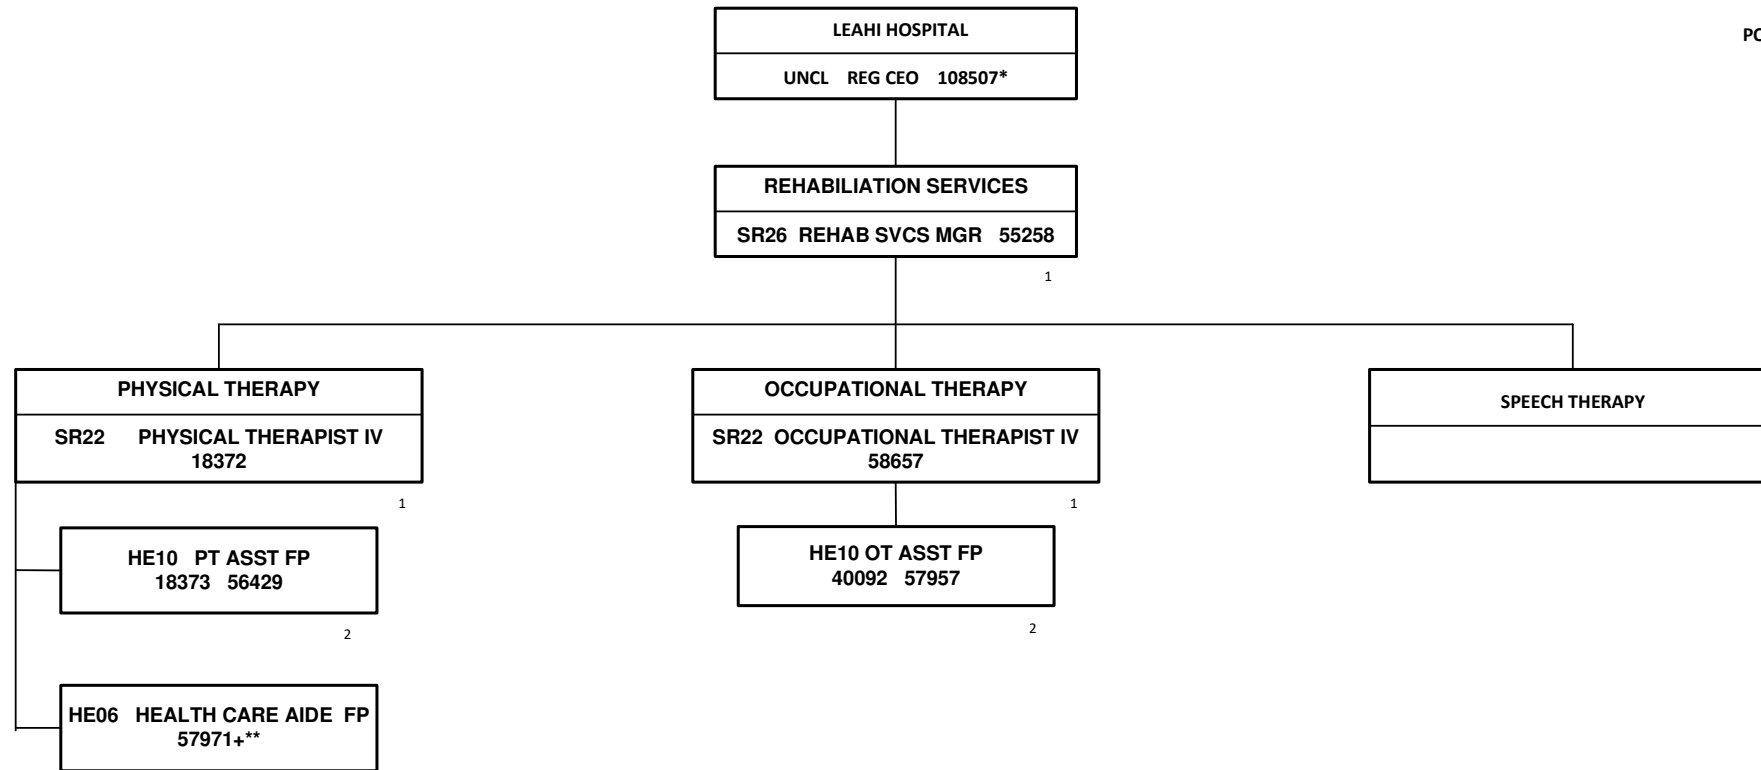 LEAHI HOSPITAL
UNCL REG CEO 108507*
REHABILIATION SERVICES
SR26 REHAB SVCS MGR 55258
1
PHYSICAL THERAPY
SR22 PHYSICAL THERAPIST IV
18372
1
HE10 PT ASST FP
18373 56429
2
HE06 HEALTH CARE AIDE FP
57971+**
OCCUPATIONAL THERAPY
SR22 OCCUPATIONAL THERAPIST IV
58657
1
HE10 OT ASST FP
40092 57957
2
SPEECH THERAPY